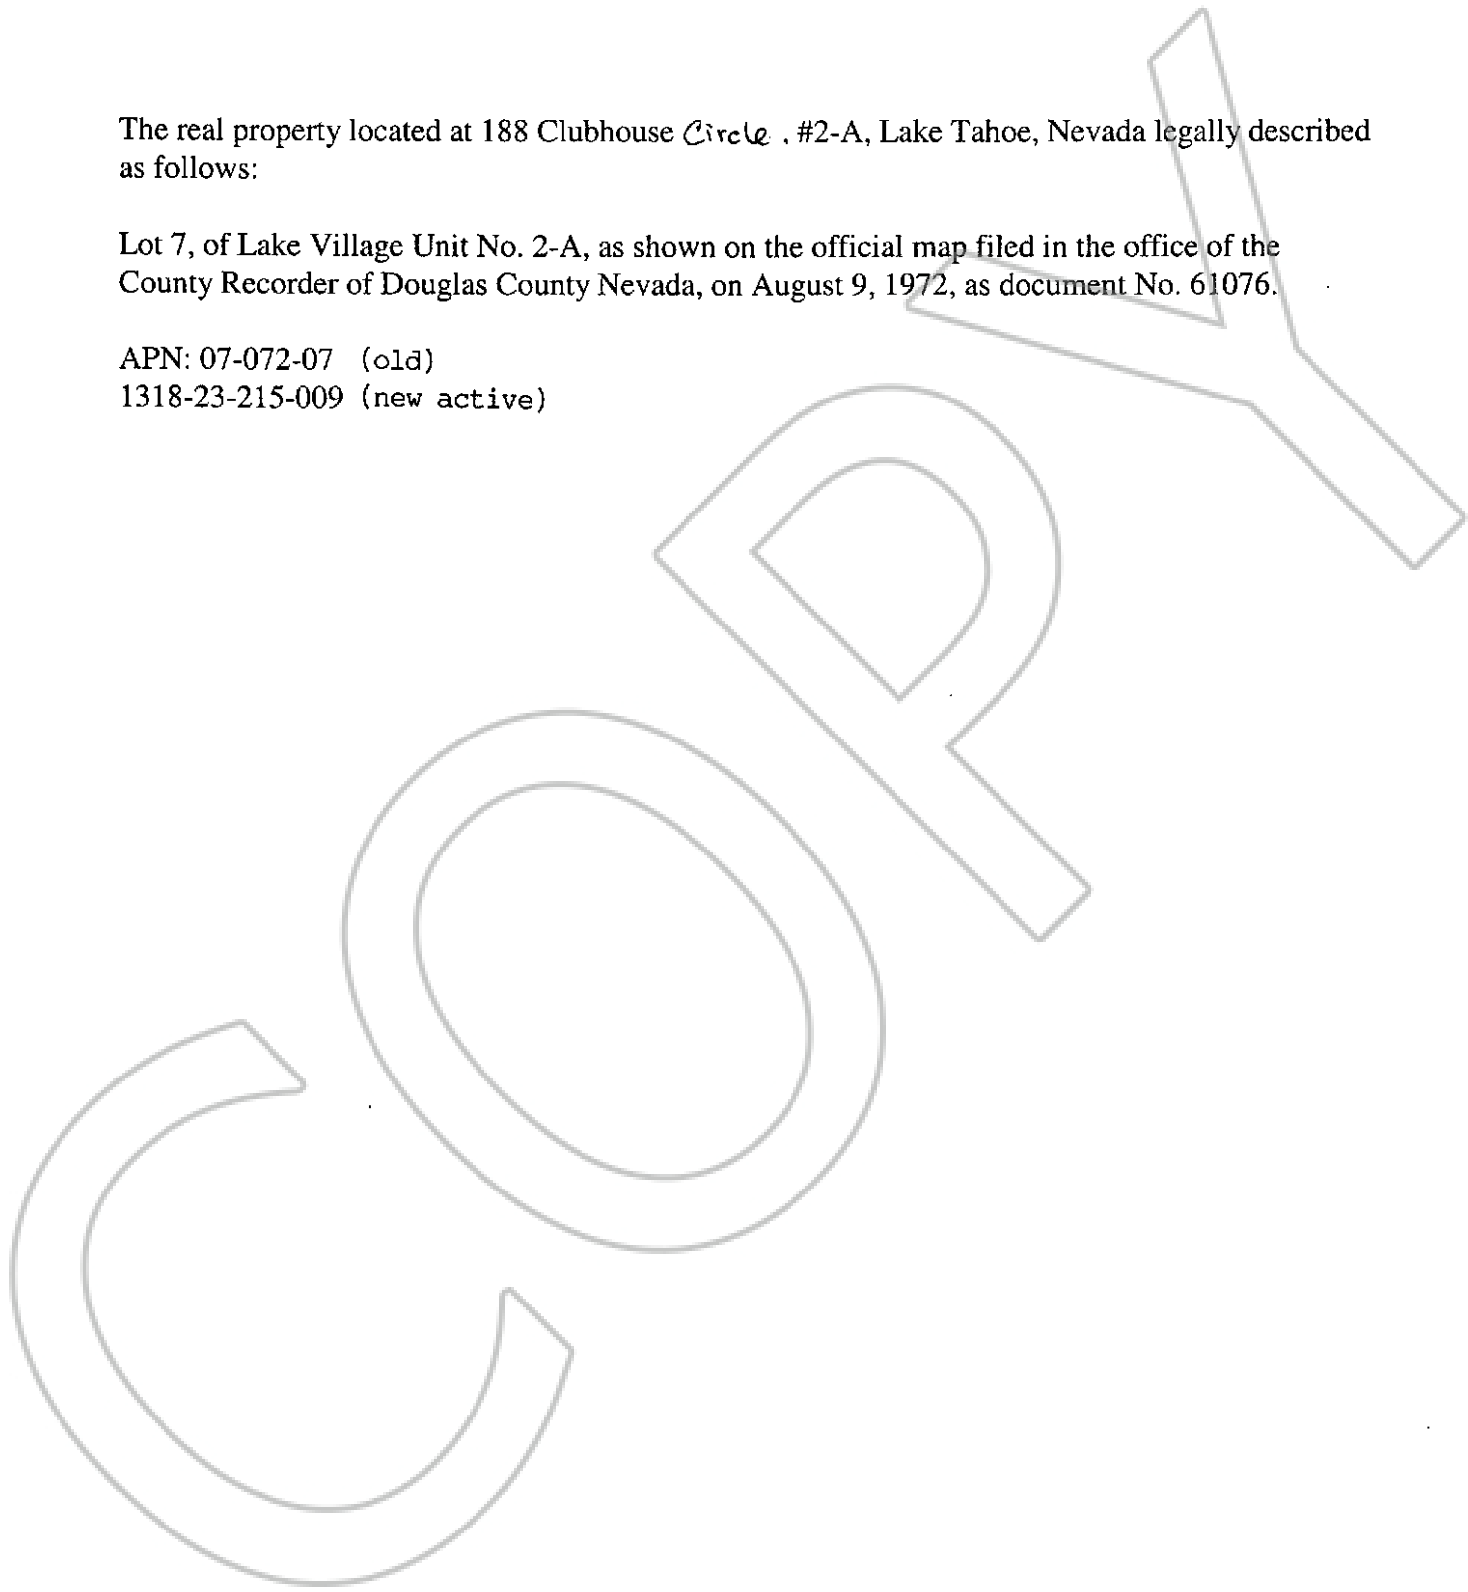 The real property located at 188 Clubhouse Circle , #2-A, Lake Tahoe, Nevada legally described
as follows:
Lot 7, of Lake Village Unit No. 2-A, as shown on the official map filed in the office of the
County Recorder of Douglas County Nevada, on August 9, 1972, as document No. 61076.
APN: 07-072-07 (old)
1318-23-215-009 (new active)
COPY